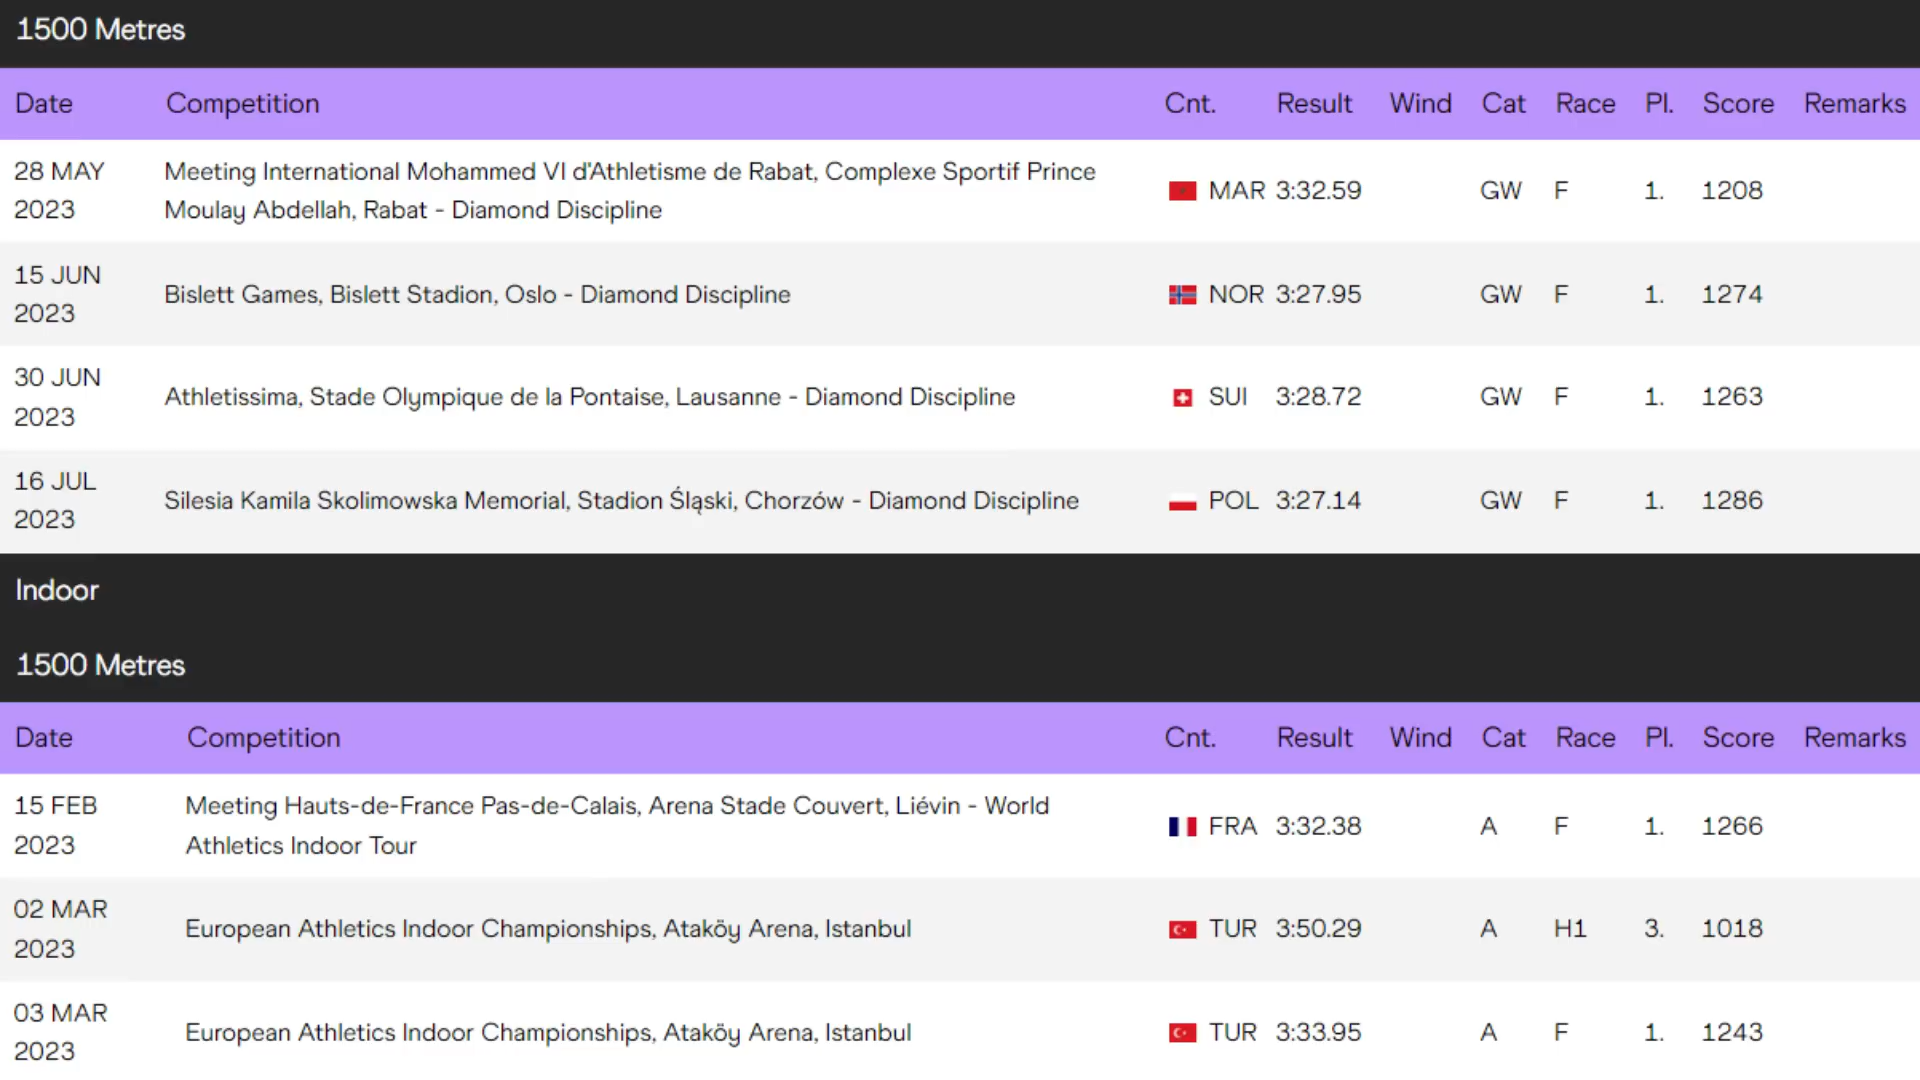 1500 Metres
Date Competition Cnt. Result Wind Cat Race Pl. Score Remarks
28 MAY 2023 Meeting International Mohammed VI d'Athletisme de Rabat, Complexe Sportif Prince Moulay Abdellah, Rabat - Diamond Discipline MAR 3:32.59 GW F 1. 1208
15 JUN 2023 Bislett Games, Bislett Stadion, Oslo - Diamond Discipline NOR 3:27.95 GW F 1. 1274
30 JUN 2023 Athletissima, Stade Olympique de la Pontaise, Lausanne - Diamond Discipline SUI 3:28.72 GW F 1. 1263
16 JUL 2023 Silesia Kamila Skolimowska Memorial, Stadion Śląski, Chorzów - Diamond Discipline POL 3:27.14 GW F 1. 1286
Indoor
1500 Metres
Date Competition Cnt. Result Wind Cat Race Pl. Score Remarks
15 FEB 2023 Meeting Hauts-de-France Pas-de-Calais, Arena Stade Couvert, Liévin - World Athletics Indoor Tour FRA 3:32.38 A F 1. 1266
02 MAR 2023 European Athletics Indoor Championships, Ataköy Arena, Istanbul TUR 3:50.29 A H1 3. 1018
03 MAR 2023 European Athletics Indoor Championships, Ataköy Arena, Istanbul TUR 3:33.95 A F 1. 1243